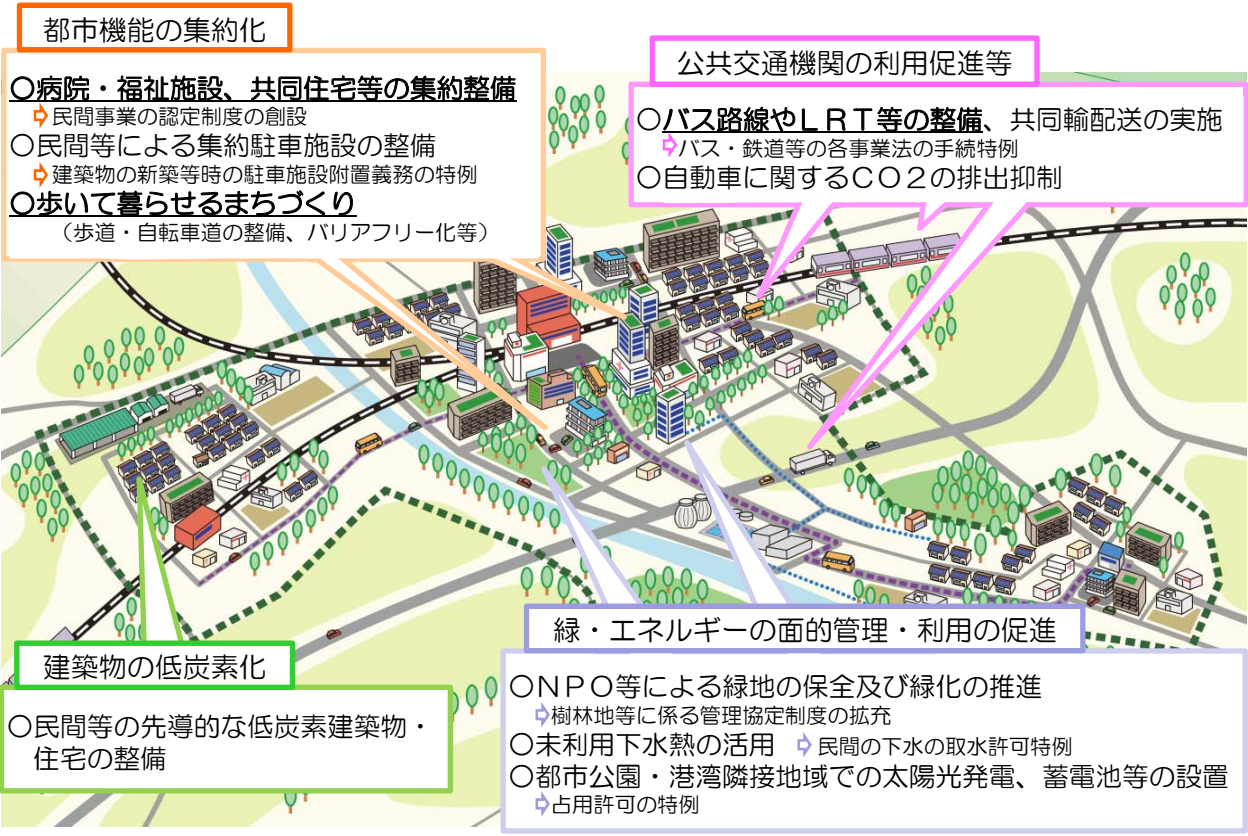 都市機能の集約化
〇病院・福祉施設、共同住宅等の集約整備
⇨民間事業の認定制度の創設
〇民間等による集約駐車施設の整備
⇨建築物の新築等時の駐車施設附置義務の特例
〇歩いて暮らせるまちづくり
（歩道・自転車道の整備、バリアフリー化等）
公共交通機関の利用促進等
〇バス路線やＬＲＴ等の整備、共同輸配送の実施
⇨バス・鉄道等の各事業法の手続特例
〇自動車に関するCO２の排出抑制
建築物の低炭素化
〇民間等の先導的な低炭素建築物・
住宅の整備
緑・エネルギーの面的管理・利用の促進
〇ＮＰＯ等による緑地の保全及び緑化の推進
⇨樹林地等に係る管理協定制度の拡充
〇未利用下水熱の活用 ⇨民間の下水の取水許可特例
〇都市公園・港湾隣接地域での太陽光発電、蓄電池等の設置
⇨占用許可の特例